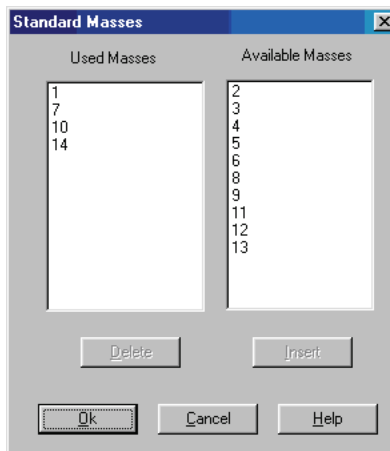 Standard Masses
Used Masses
Available Masses
1
7
10
14
2
3
4
5
6
8
9
11
12
13
Delete
Insert
Ok
Cancel
Help